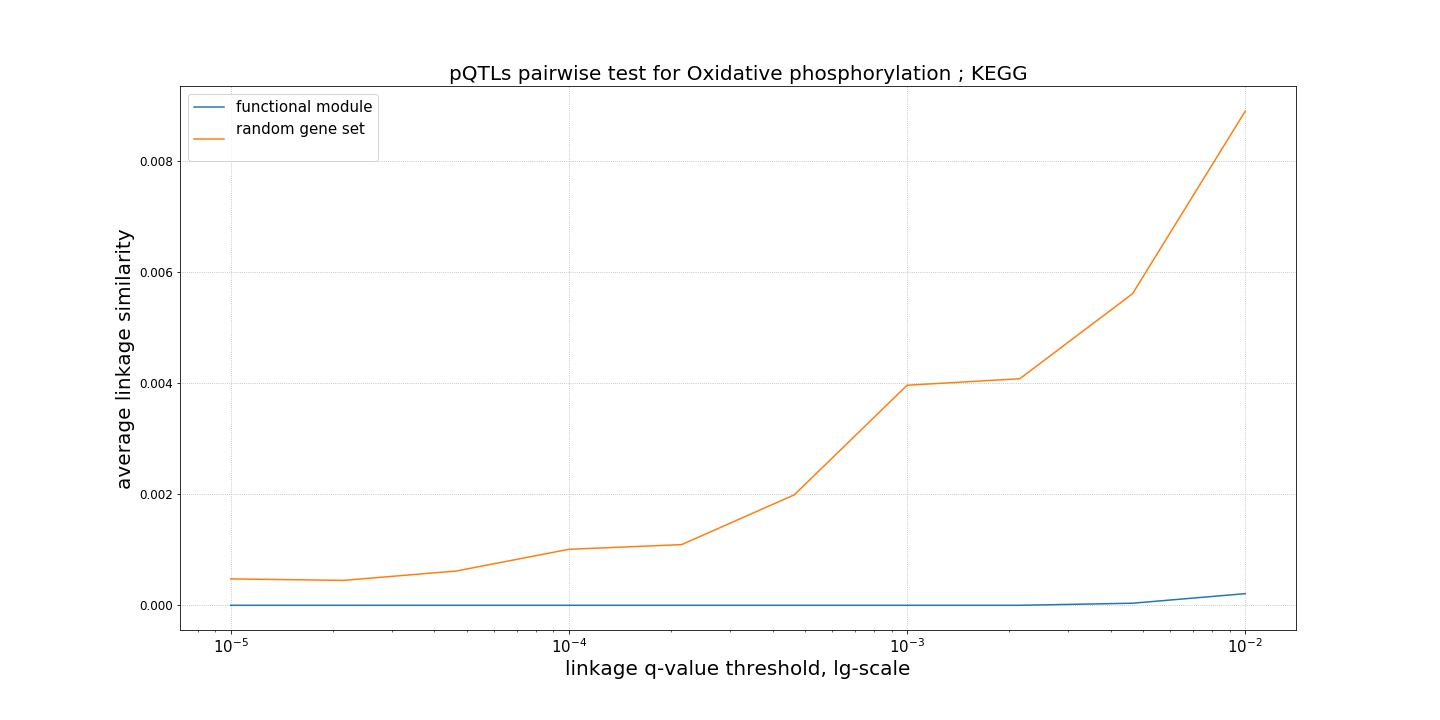 pQTLs pairwise test for Oxidative phosphorylation ; KEGG
functional module
random gene set
average linkage similarity
0.008
0.006
0.004
0.002
0.000
10^-5
10^-4
10^-3
10^-2
linkage q-value threshold, lg-scale